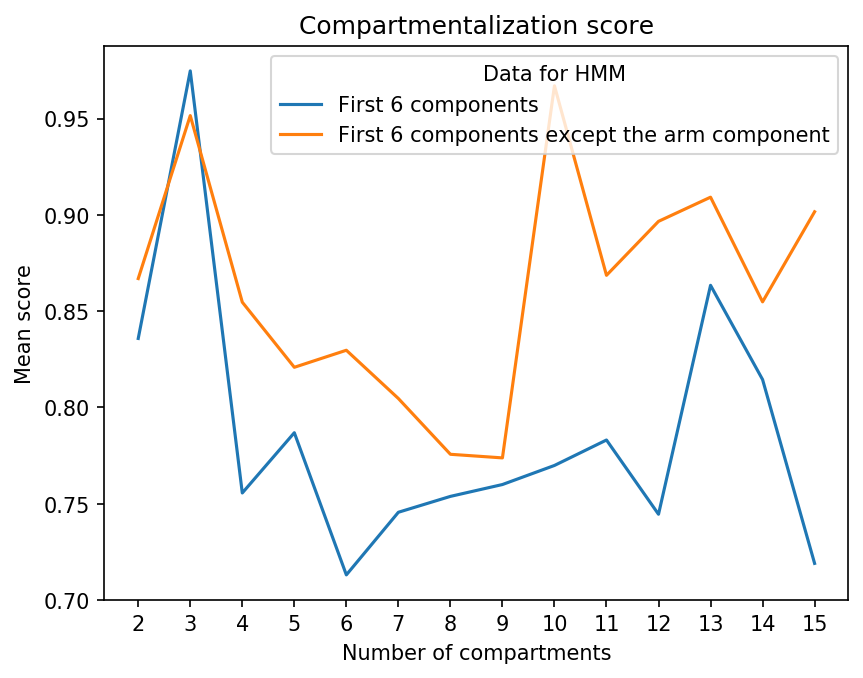 Compartmentalization score
Data for HMM
First 6 components
First 6 components except the arm component
Mean score
0.95
0.90
0.85
0.80
0.75
0.70
2 3 4 5 6 7 8 9 10 11 12 13 14 15
Number of compartments